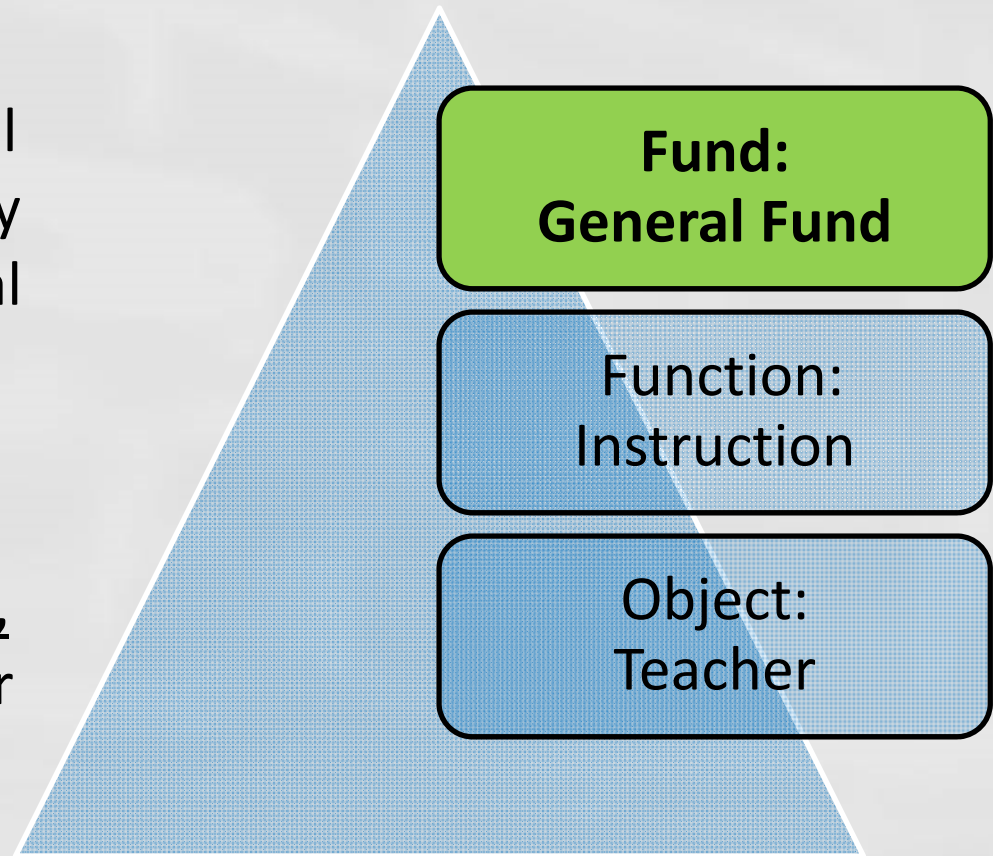 Fund:
General Fund
Function:
Instruction
Object:
Teacher